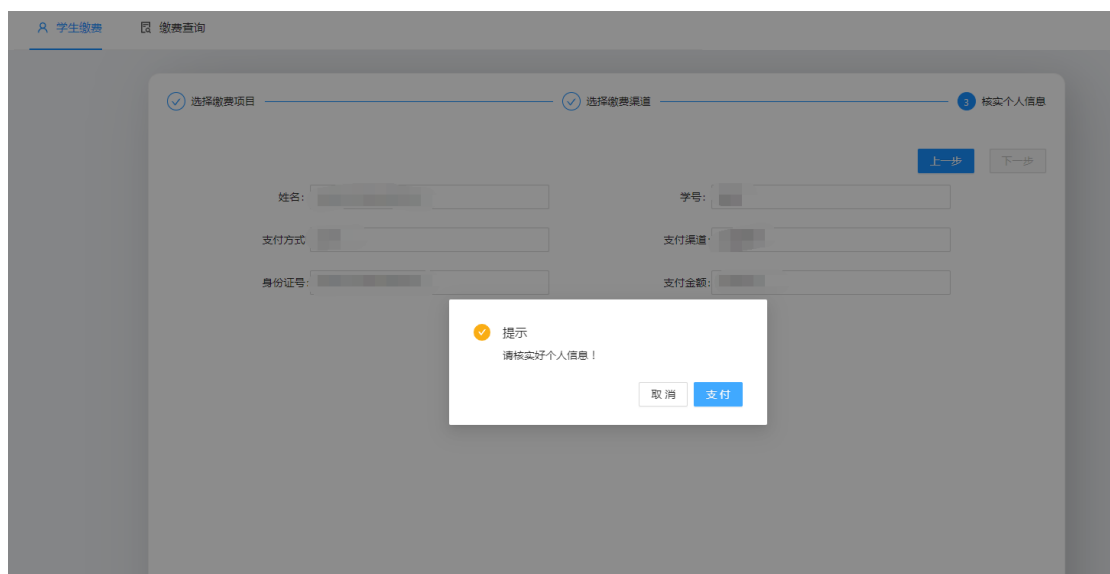 学生缴费 缴费查询
选择缴费项目 选择缴费渠道 3 核实个人信息
上一步 下一步
姓名: 学号:
支付方式 支付渠道:
身份证号: 支付金额:
提示
请核实好个人信息！
取消 支付